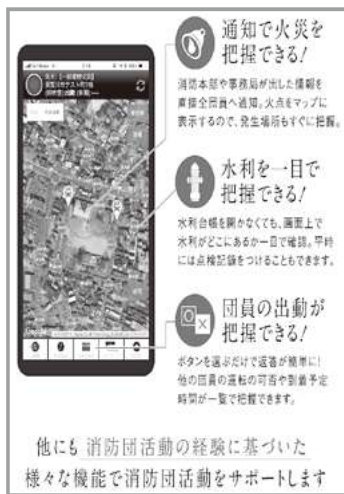 通知で火災を
把握できる!
消防本部や事務局が出した情報を
直接全団員へ通知。火点をマップに
表示するので、発生場所もすぐに把握。
水利を一目で
把握できる!
水利台帳を開かなくても、画面上で
水利がどこにあるか一目で確認。平時
には点検記録をつけることもできます。
団員の出動が
把握できる!
ボタンを選ぶだけで返答が簡単に!
他の団員の運転の可否や到着予定
時間が一覧で把握できます。
他にも 消防団活動の経験に基づいた
様々な機能で消防団活動をサポートします